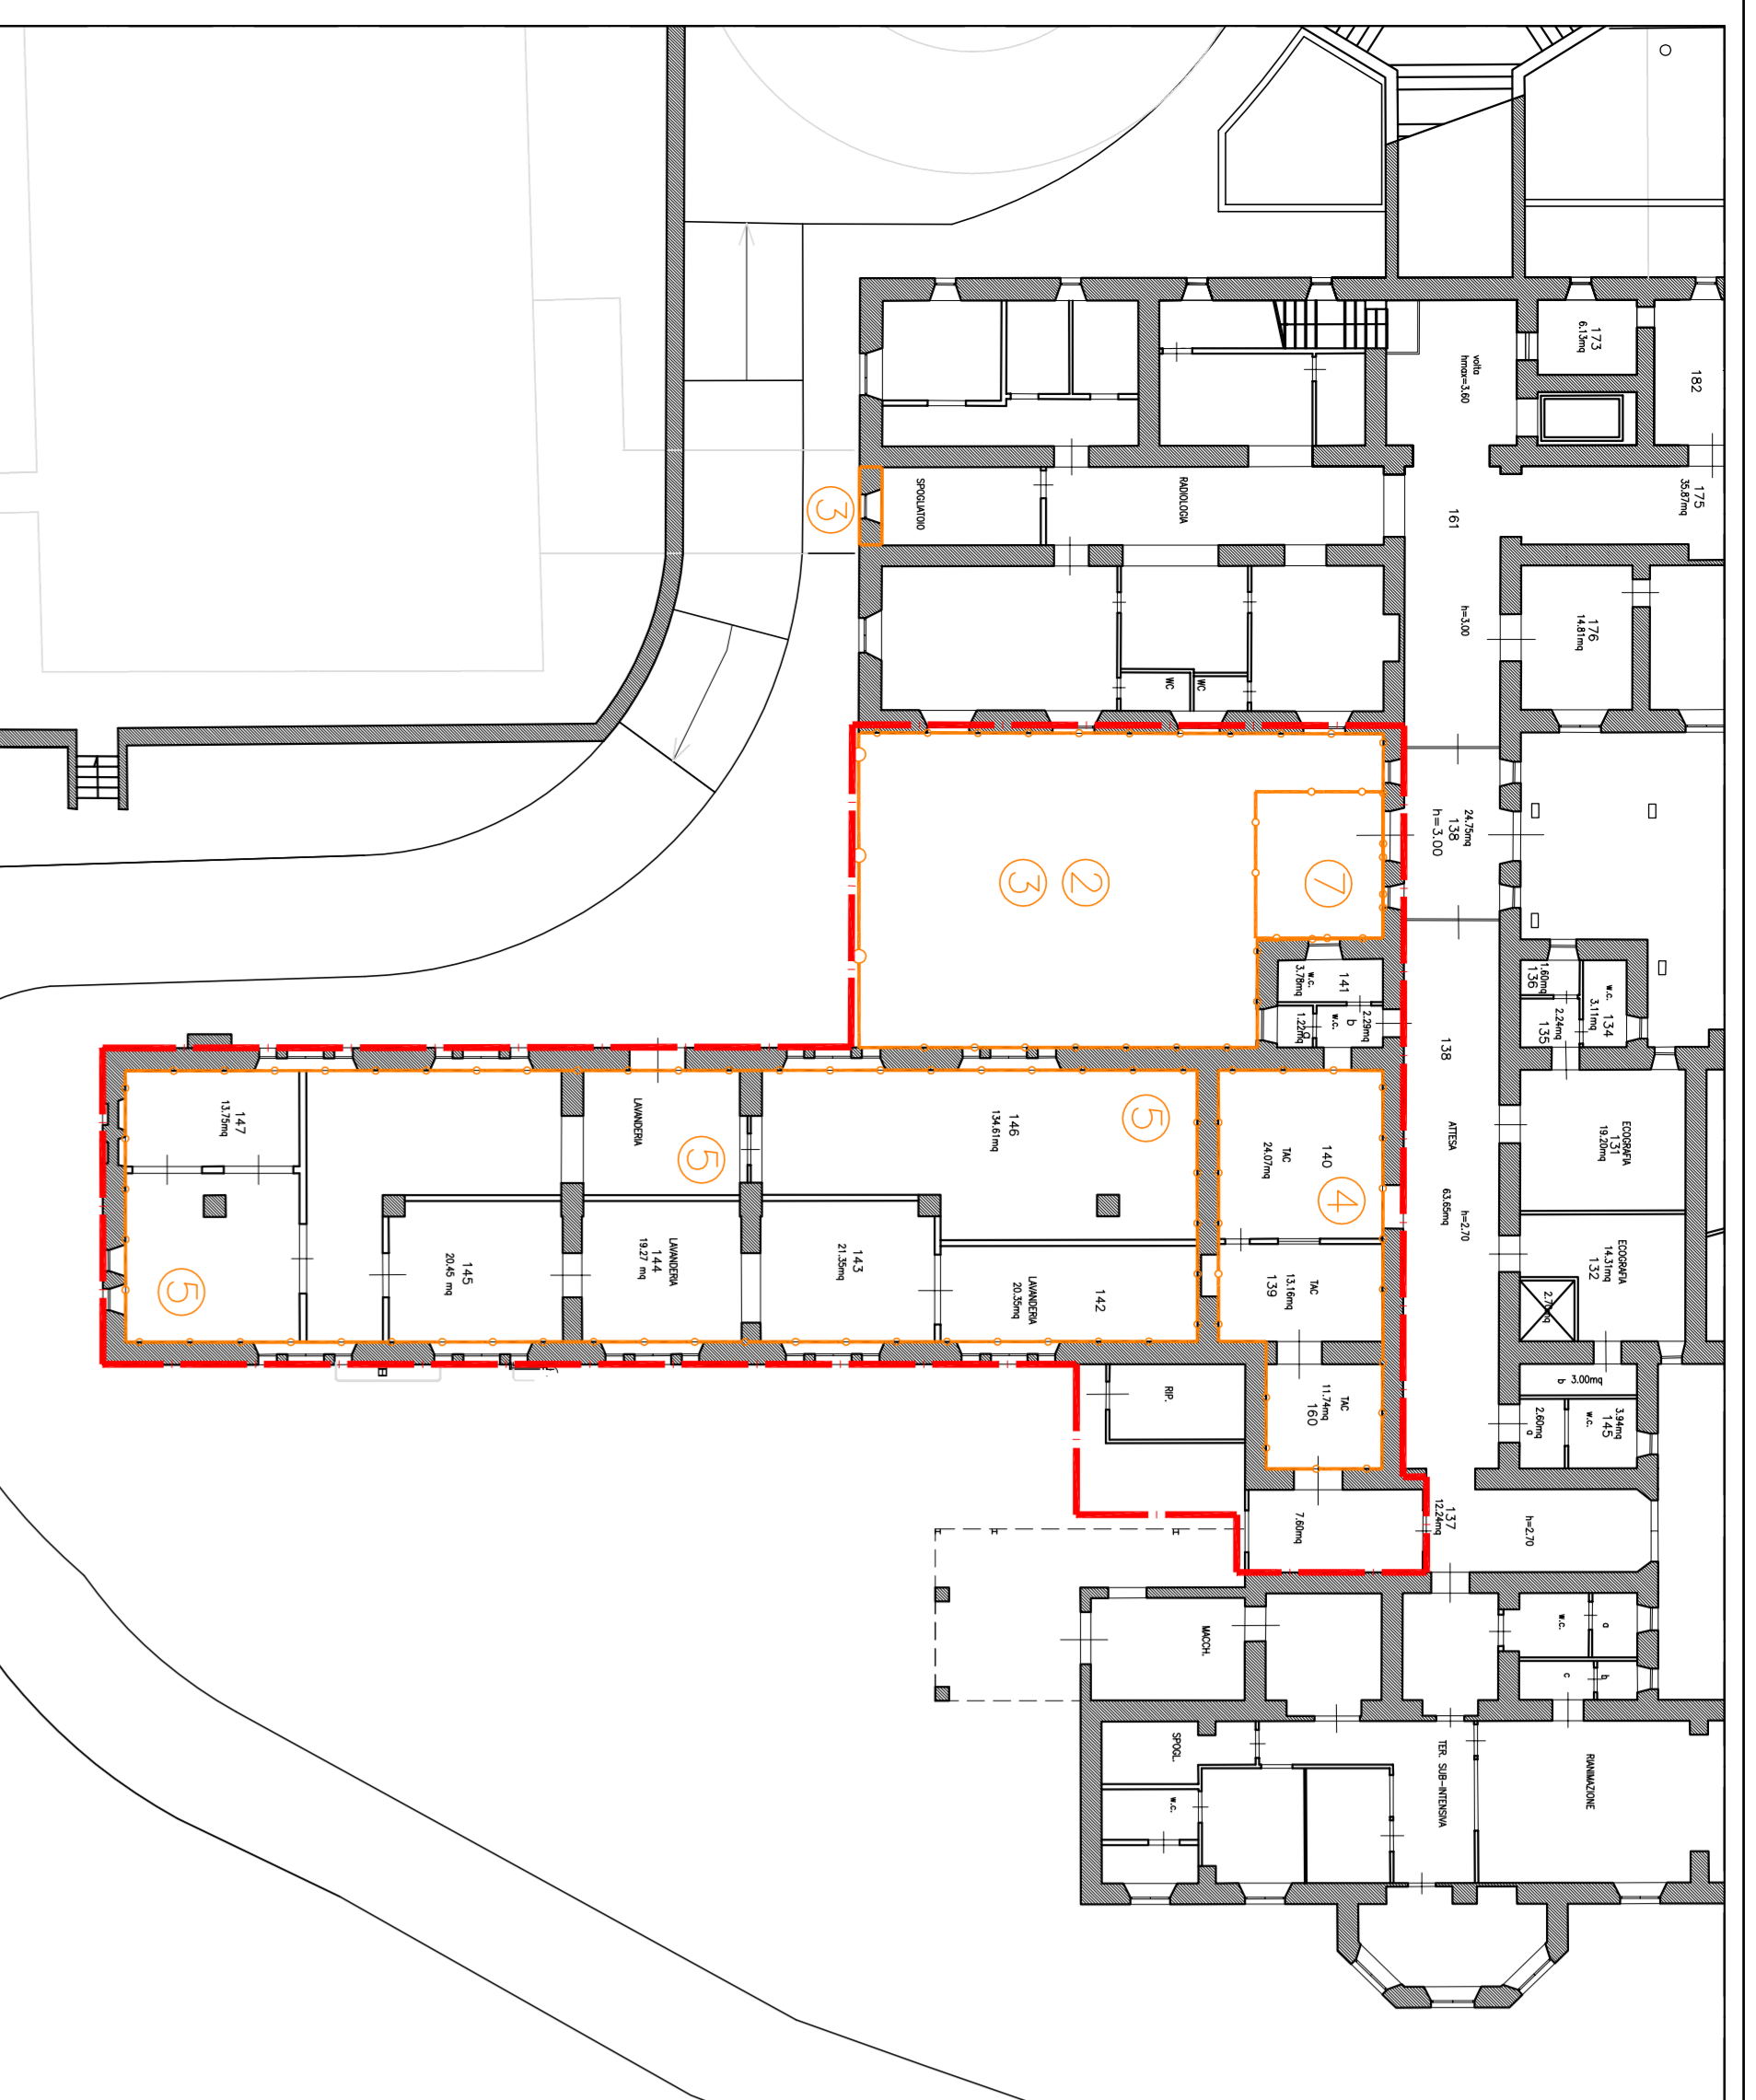 173
6.13mq
182
volta
hmax=3.60
175
35.87mq
161
RADIOLOGIA
SPOGLIATOIO
3
h=3.00
176
14.81mq
WC
WC
24.75mq
138
h=3.00
7
2
3
141
w.c.
3.78mq
2.29mq
b
w.c.
1.22mq
a
1.60mq
136
w.c.
134
3.11mq
2.24mq
135
138
ATTESA
63.65mq
h=2.70
ECOGRAFIA
131
19.20mq
ECOGRAFIA
14.31mq
132
2.70mq
140
TAC
24.07mq
4
TAC
13.16mq
139
5
146
134.61mq
LAVANDERIA
5
147
13.75mq
5
145
20.45 mq
LAVANDERIA
144
19.27 mq
143
21.35mq
142
LAVANDERIA
20.35mq
b 3.00mq
3.94mq
145
w.c.
2.60mq
a
TAC
11.74mq
160
RIP.
7.60mq
137
12.24mq
h=2.70
MACCH.
w.c.
a
c
b
SPOGL.
w.c.
TER. SUB-INTENSIVA
RIANIMAZIONE